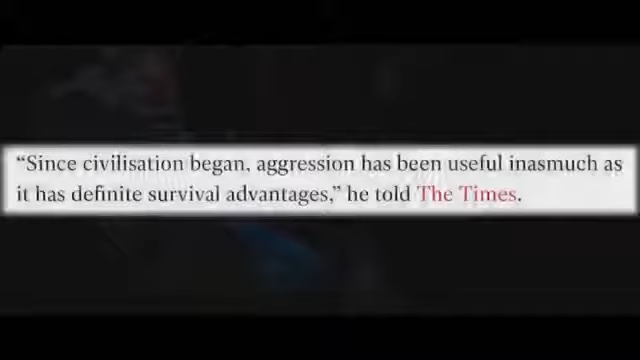 “Since civilisation began, aggression has been useful inasmuch as
it has definite survival advantages,” he told The Times.